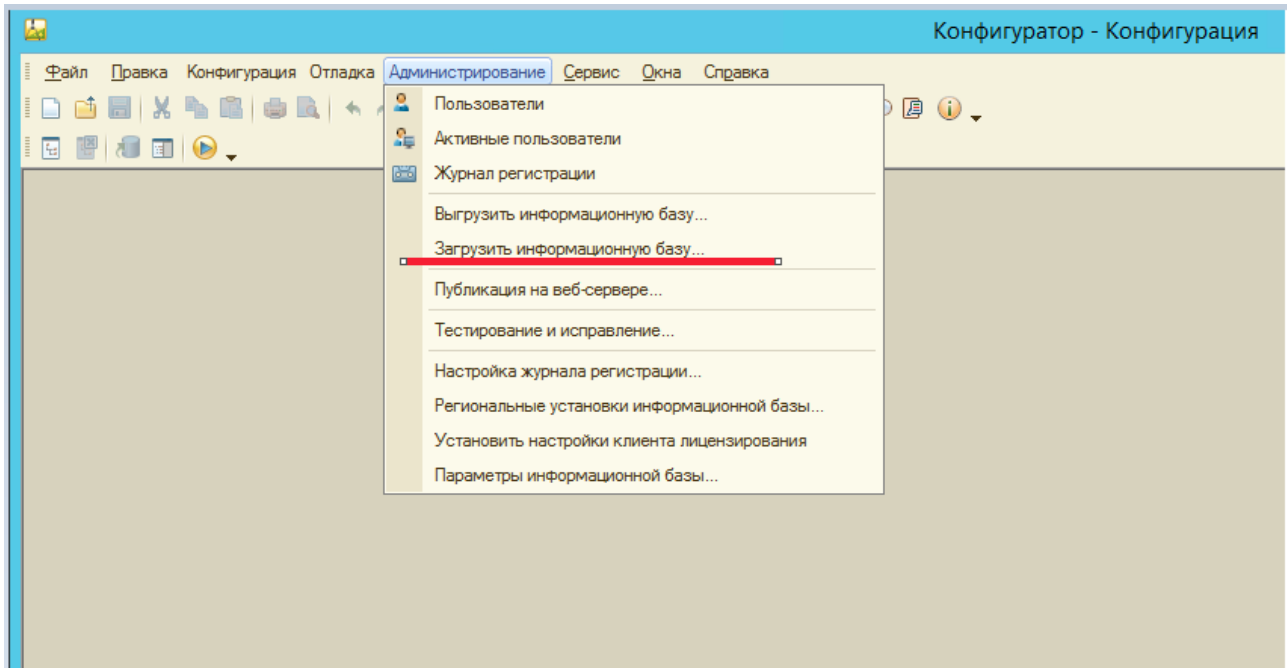 Конфигуратор - Конфигурация
Файл Правка Конфигурация Отладка Администрирование Сервис Окна Справка
Пользователи
Активные пользователи
Журнал регистрации
Выгрузить информационную базу...
Загрузить информационную базу...
Публикация на веб-сервере...
Тестирование и исправление...
Настройка журнала регистрации...
Региональные установки информационной базы...
Установить настройки клиента лицензирования
Параметры информационной базы...